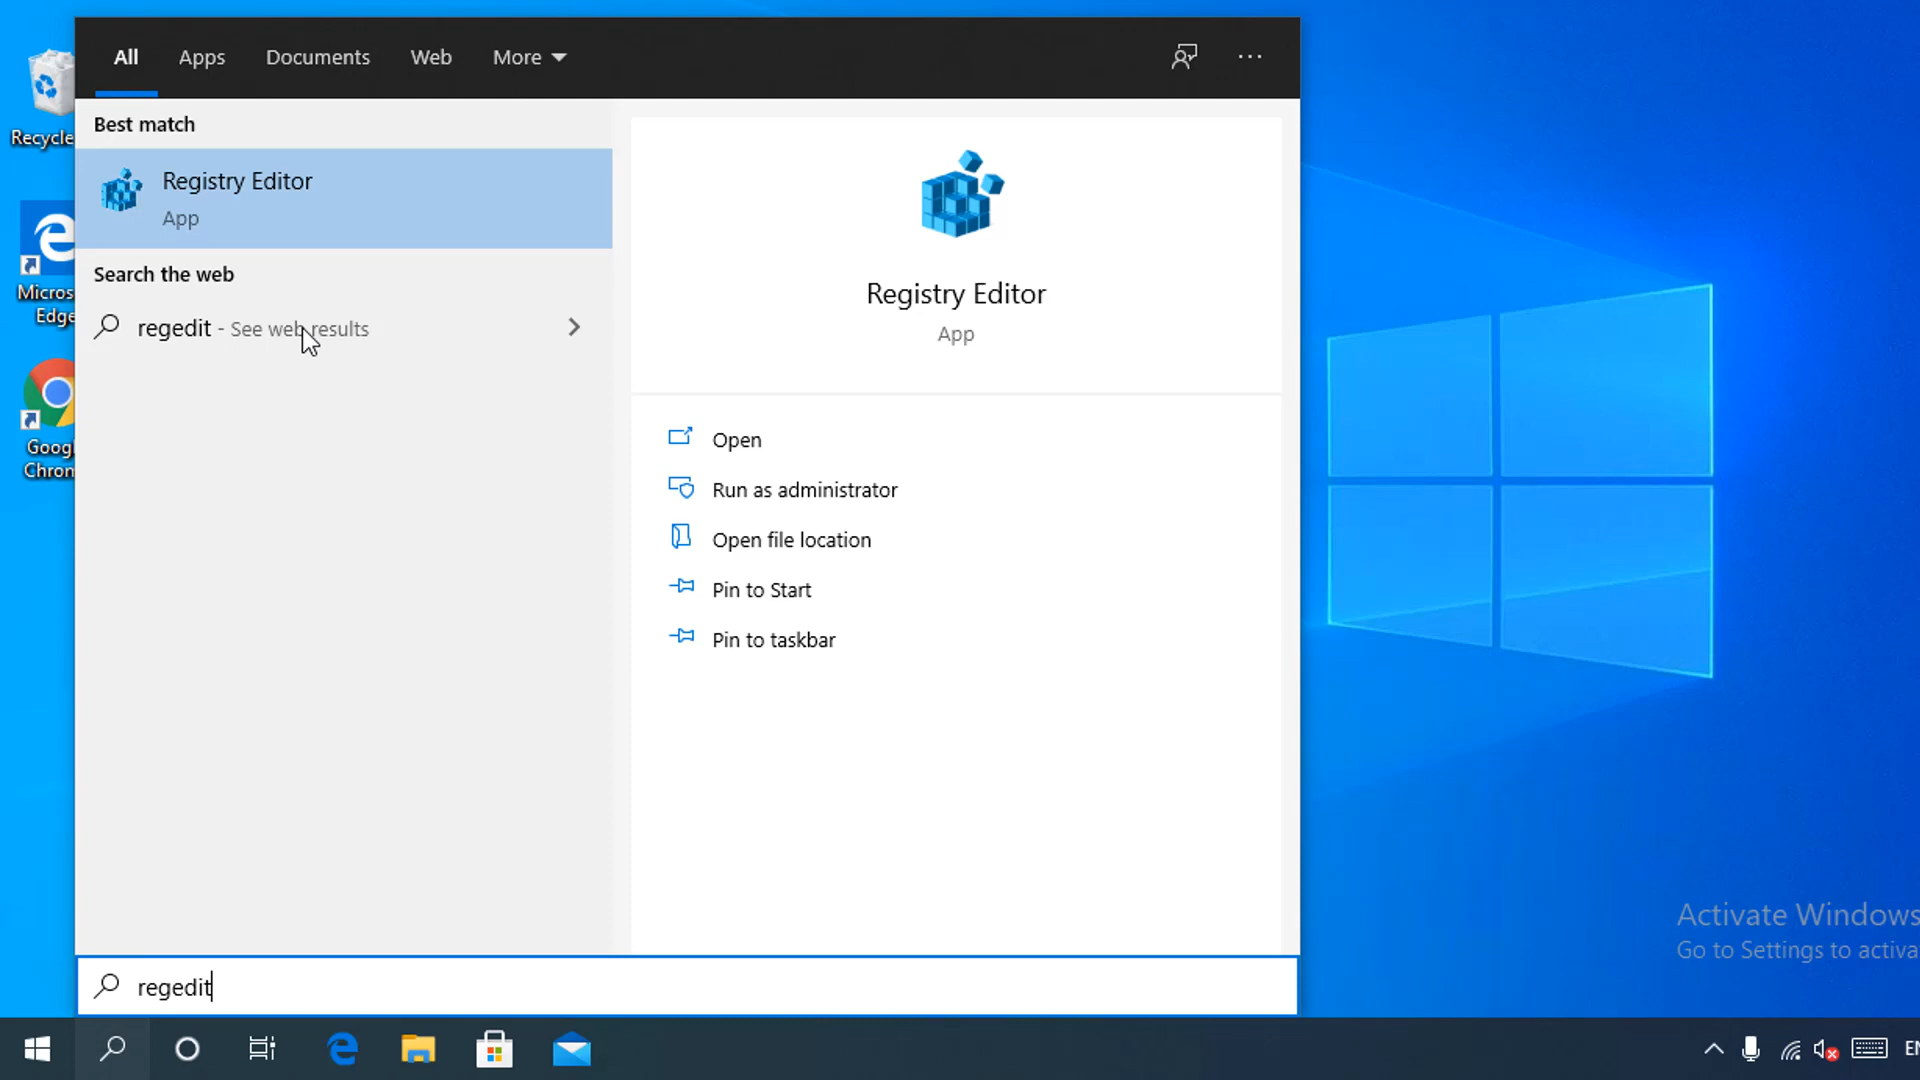 All Apps Documents Web More
Best match
Registry Editor
App
Search the web
regedit - See web results
Registry Editor
App
Open
Run as administrator
Open file location
Pin to Start
Pin to taskbar
regedit
Recycle
Micros
Edge
Googl
Chrom
Activate Windows
Go to Settings to activa
EN